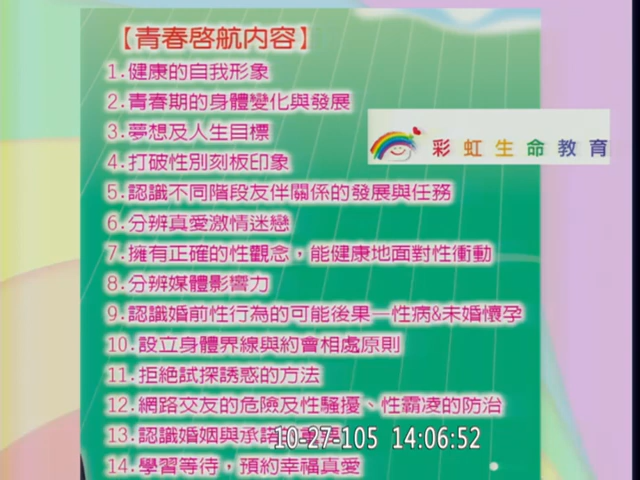 【青春啓航内容】
1.健康的自我形象
2.青春期的身體變化與發展
彩虹生命教育
3.夢想及人生目標
4.打破性別刻板印象
5.認識不同階段友伴關係的發展與任務
6.分辨真愛激情迷戀
7.擁有正確的性觀念，能健康地面對性衝動
8.分辨媒體影響力
9.認識婚前性行為的可能後果—性病&未婚懷孕
10.設立身體界線與約會相處原則
11.拒絕試探誘惑的方法
12.網路交友的危險及性騷擾、性霸凌的防治
13.認識婚姻與承諾
10-27-105 14:06:52
14.學習等待，預約幸福真愛